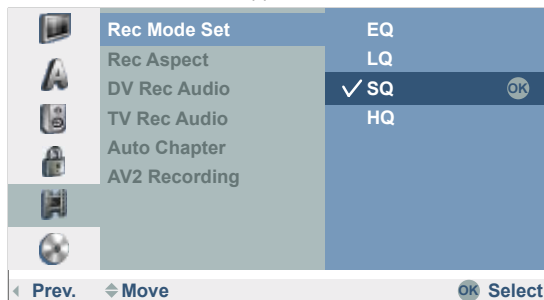 Rec Mode Set EQ
Rec Aspect LQ
DV Rec Audio SQ OK
TV Rec Audio HQ
Auto Chapter
AV2 Recording
Prev. Move OK Select